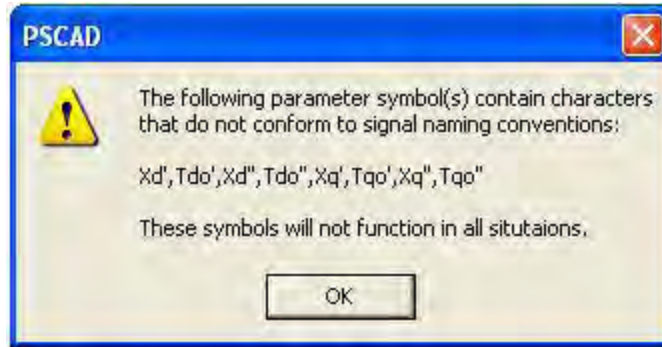 PSCAD
The following parameter symbol(s) contain characters
that do not conform to signal naming conventions:
Xd',Tdo',Xd",Tdo",Xq',Tqo',Xq",Tqo"
These symbols will not function in all situtaions.
OK